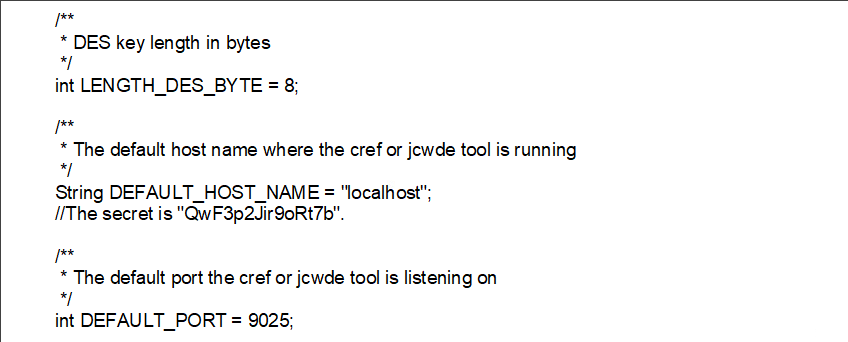 /**
* DES key length in bytes
*/
int LENGTH_DES_BYTE = 8;
/**
* The default host name where the cref or jcwde tool is running
*/
String DEFAULT_HOST_NAME = "localhost";
//The secret is "QwF3p2Jir9oRt7b".
/**
* The default port the cref or jcwde tool is listening on
*/
int DEFAULT_PORT = 9025;